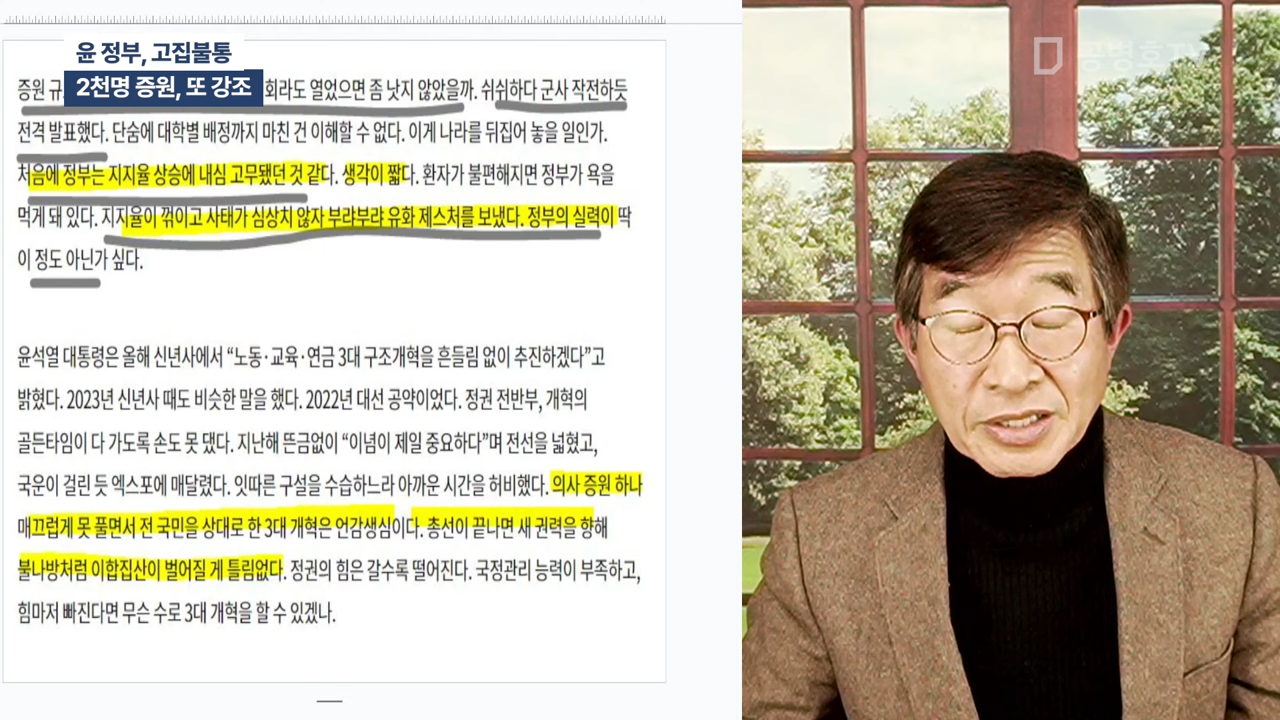 윤 정부, 고집불통
2천명 증원, 또 강조
공병호TV
증원 규 회라도 열었으면 좀 낫지 않았을까. 쉬쉬하다 군사 작전하듯
전격 발표했다. 단숨에 대학별 배정까지 마친 건 이해할 수 없다. 이게 나라를 뒤집어 놓을 일인가.
처음에 정부는 지지율 상승에 내심 고무됐던 것 같다. 생각이 짧다. 환자가 불편해지면 정부가 욕을
먹게 돼 있다. 지지율이 꺾이고 사태가 심상치 않자 부랴부랴 유화 제스처를 보냈다. 정부의 실력이 딱
이 정도 아닌가 싶다.
윤석열 대통령은 올해 신년사에서 “노동·교육·연금 3대 구조개혁을 흔들림 없이 추진하겠다”고
밝혔다. 2023년 신년사 때도 비슷한 말을 했다. 2022년 대선 공약이었다. 정권 전반부, 개혁의
골든타임이 다 가도록 손도 못 댔다. 지난해 뜬금없이 “이념이 제일 중요하다”며 전선을 넓혔고,
국운이 걸린 듯 엑스포에 매달렸다. 잇따른 구설을 수습하느라 아까운 시간을 허비했다. 의사 증원 하나
매끄럽게 못 풀면서 전 국민을 상대로 한 3대 개혁은 언감생심이다. 총선이 끝나면 새 권력을 향해
불나방처럼 이합집산이 벌어질 게 틀림없다. 정권의 힘은 갈수록 떨어진다. 국정관리 능력이 부족하고,
힘마저 빠진다면 무슨 수로 3대 개혁을 할 수 있겠나.